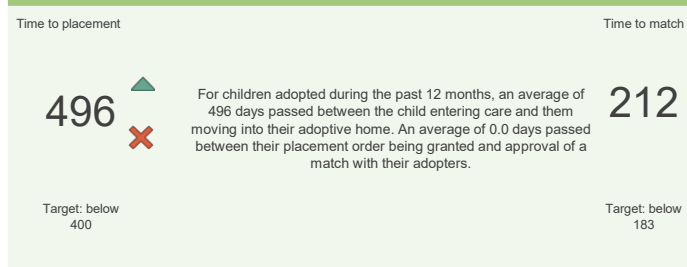 Time to placement
Time to match
496
For children adopted during the past 12 months, an average of
496 days passed between the child entering care and them
moving into their adoptive home. An average of 0.0 days passed
between their placement order being granted and approval of a
match with their adopters.
212
Target: below
400
Target: below
183